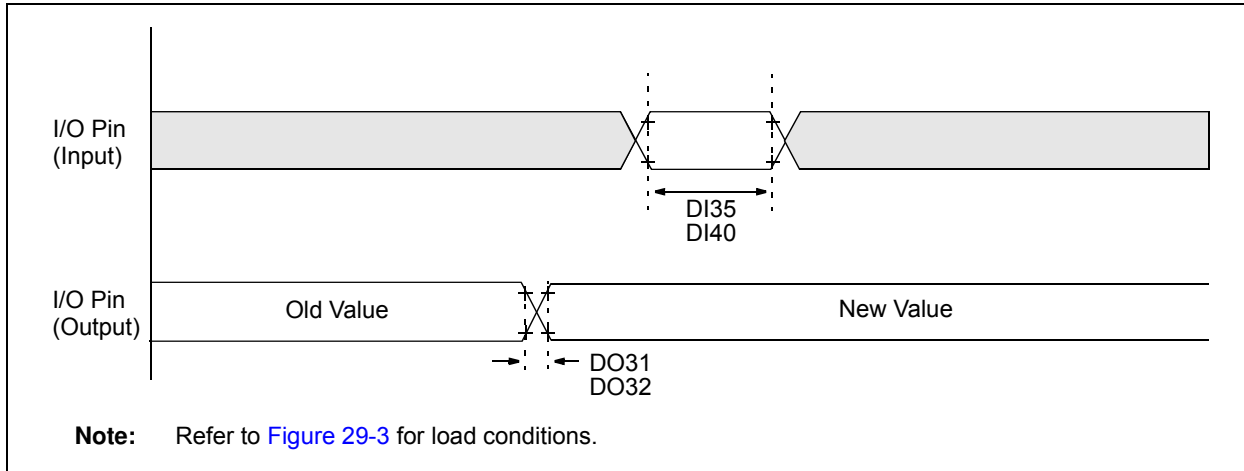 I/O Pin
(Input)
DI35
DI40
I/O Pin
(Output)
Old Value
New Value
DO31
DO32
Note: Refer to Figure 29-3 for load conditions.